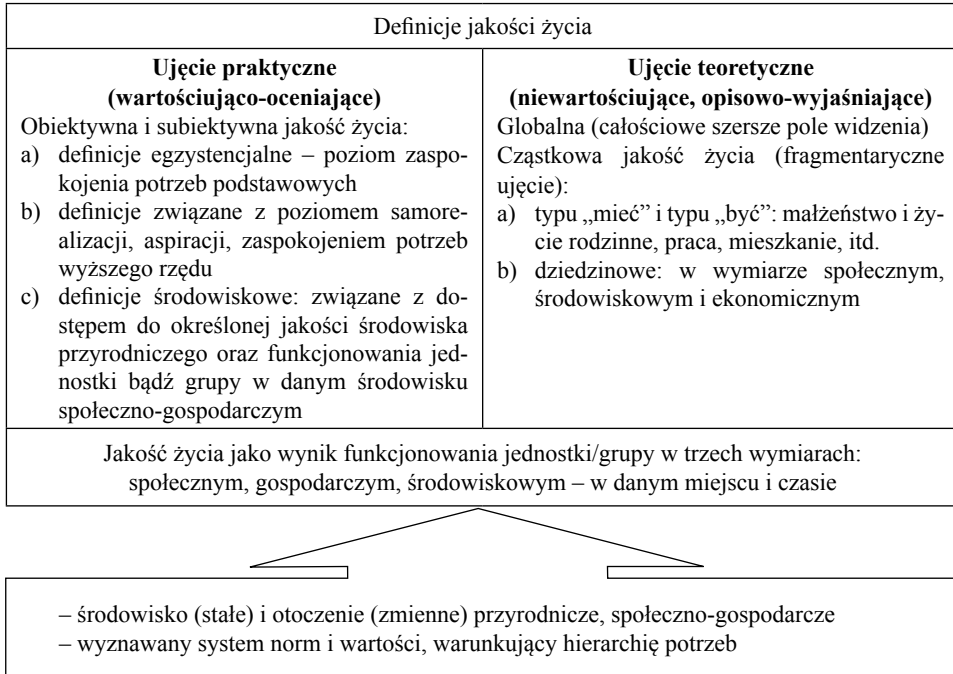 Definicje jakości życia
Ujęcie praktyczne
(wartościująco-oceniające)
Obiektywna i subiektywna jakość życia:
a) definicje egzystencjalne – poziom zaspo-
kojenia potrzeb podstawowych
b) definicje związane z poziomem samore-
alizacji, aspiracji, zaspokojeniem potrzeb
wyższego rzędu
c) definicje środowiskowe: związane z do-
stępem do określonej jakości środowiska
przyrodniczego oraz funkcjonowania jed-
nostki bądź grupy w danym środowisku
społeczno-gospodarczym
Ujęcie teoretyczne
(niewartościujące, opisowo-wyjaśniające)
Globalna (całościowe szersze pole widzenia)
Cząstkowa jakość życia (fragmentaryczne
ujęcie):
a) typu „mieć” i typu „być”: małżeństwo i ży-
cie rodzinne, praca, mieszkanie, itd.
b) dziedzinowe: w wymiarze społecznym,
środowiskowym i ekonomicznym
Jakość życia jako wynik funkcjonowania jednostki/grupy w trzech wymiarach:
społecznym, gospodarczym, środowiskowym – w danym miejscu i czasie
– środowisko (stałe) i otoczenie (zmienne) przyrodnicze, społeczno-gospodarcze
– wyznawany system norm i wartości, warunkujący hierarchię potrzeb